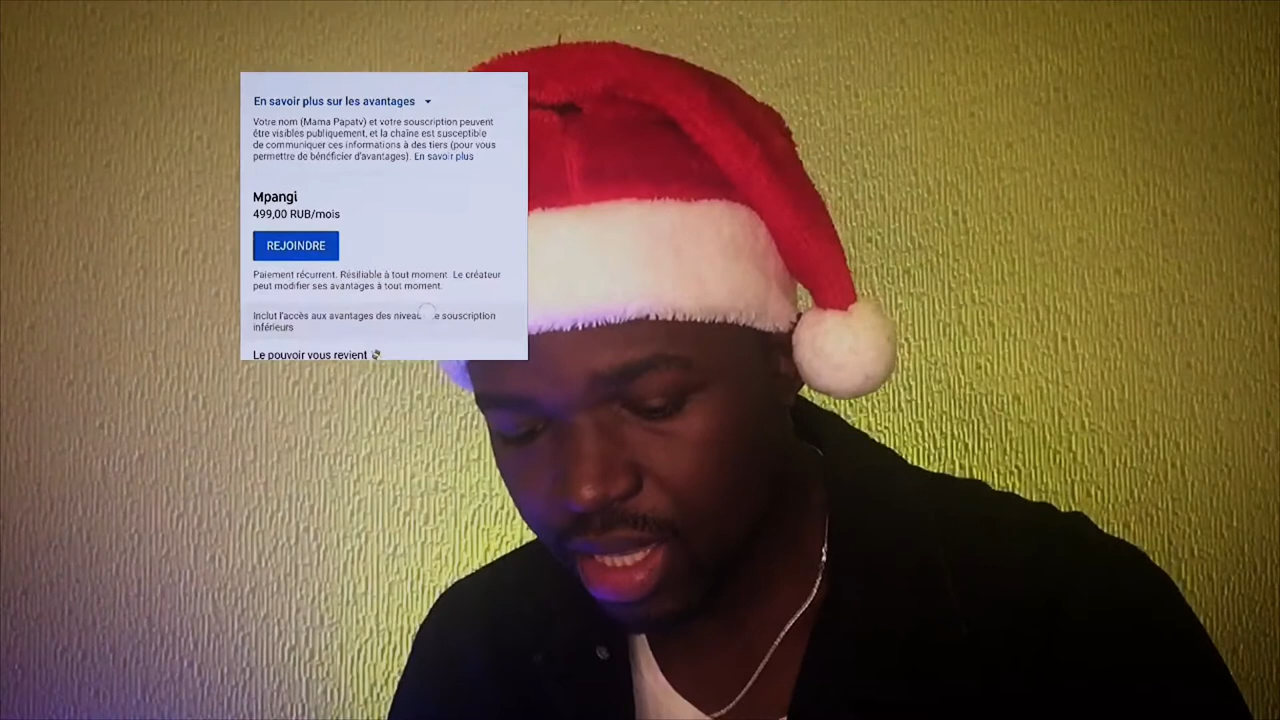 En savoir plus sur les avantages
Votre nom (Mama Papatv) et votre souscription peuvent
être visibles publiquement, et la chaîne est susceptible
de communiquer ces informations à des tiers (pour vous
permettre de bénéficier d'avantages). En savoir plus
Mpangi
499,00 RUB/mois
REJOINDRE
Paiement récurrent. Résiliable à tout moment. Le créateur
peut modifier ses avantages à tout moment.
Inclut l'accès aux avantages des souscription
inférieurs
Le pouvoir vous revient